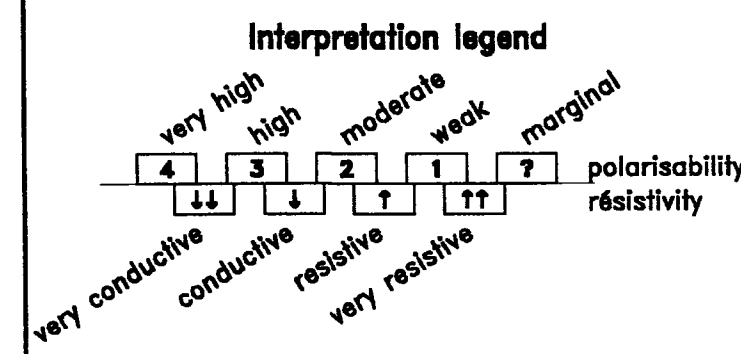 Interpretation legend
very high high moderate weak marginal
4 3 2 1 ? polarisability
↓↓ ↓ ↑ ↑↑ résistivity
very conductive conductive resistive very resistive